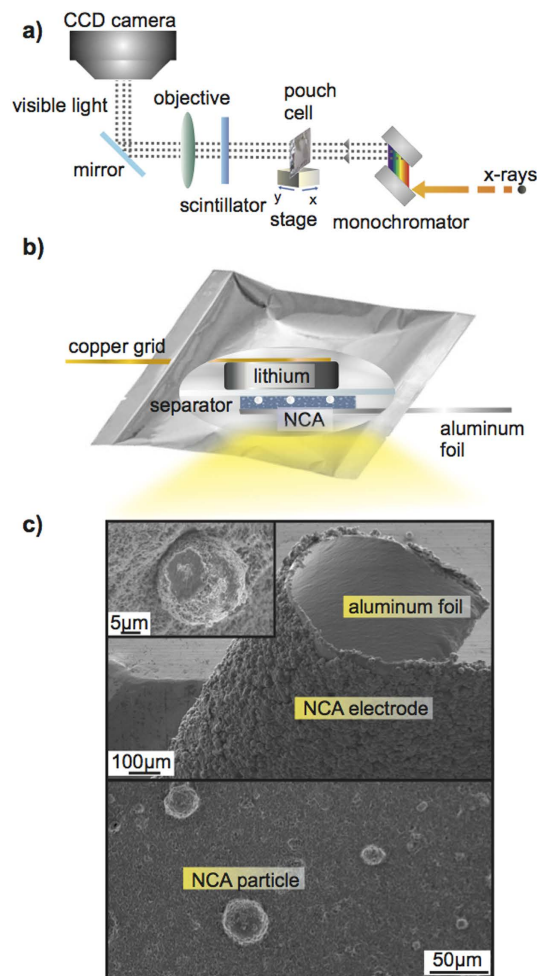 a)
CCD camera
visible light
objective
pouch
cell
mirror
scintillator
y
x
stage
monochromator
x-rays
b)
copper grid
lithium
separator
NCA
aluminum
foil
c)
5µm
aluminum foil
NCA electrode
100µm
NCA particle
50µm